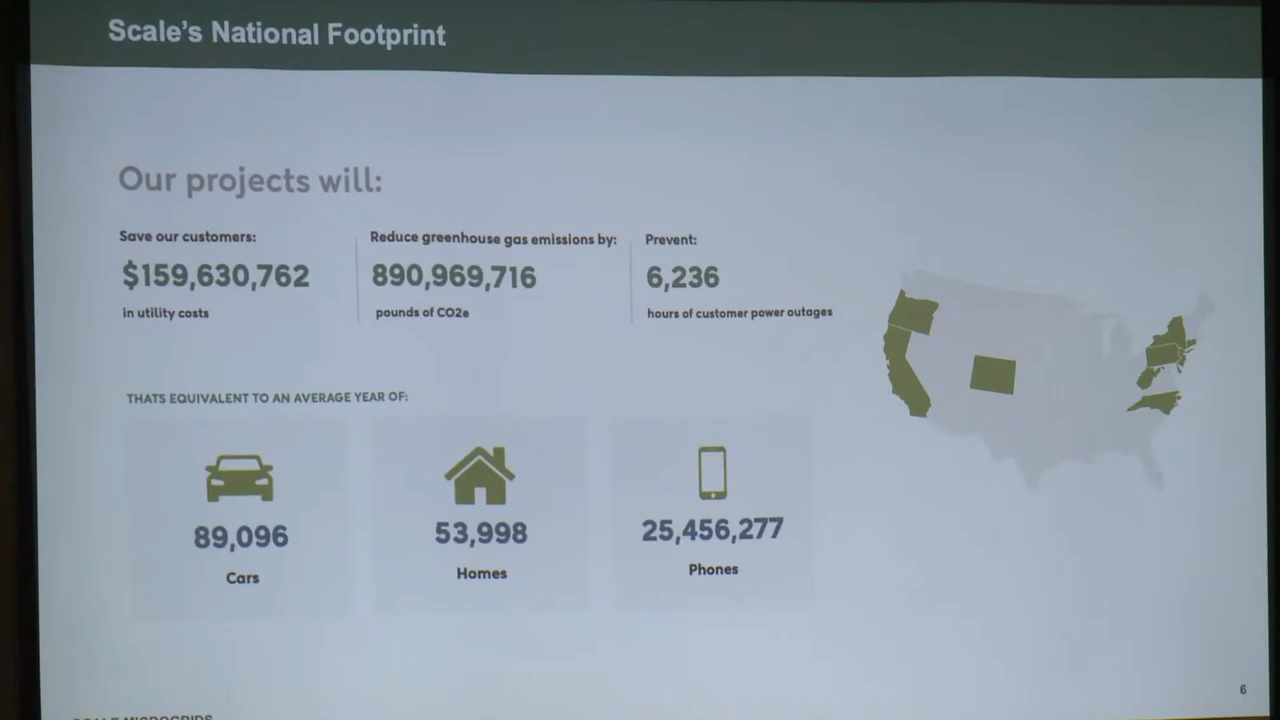 Scale's National Footprint
Our projects will:
Save our customers:
$159,630,762
in utility costs
Reduce greenhouse gas emissions by:
890,969,716
pounds of CO2e
Prevent:
6,236
hours of customer power outages
THATS EQUIVALENT TO AN AVERAGE YEAR OF:
89,096
Cars
53,998
Homes
25,456,277
Phones
6
SCALE MICROGRIDS